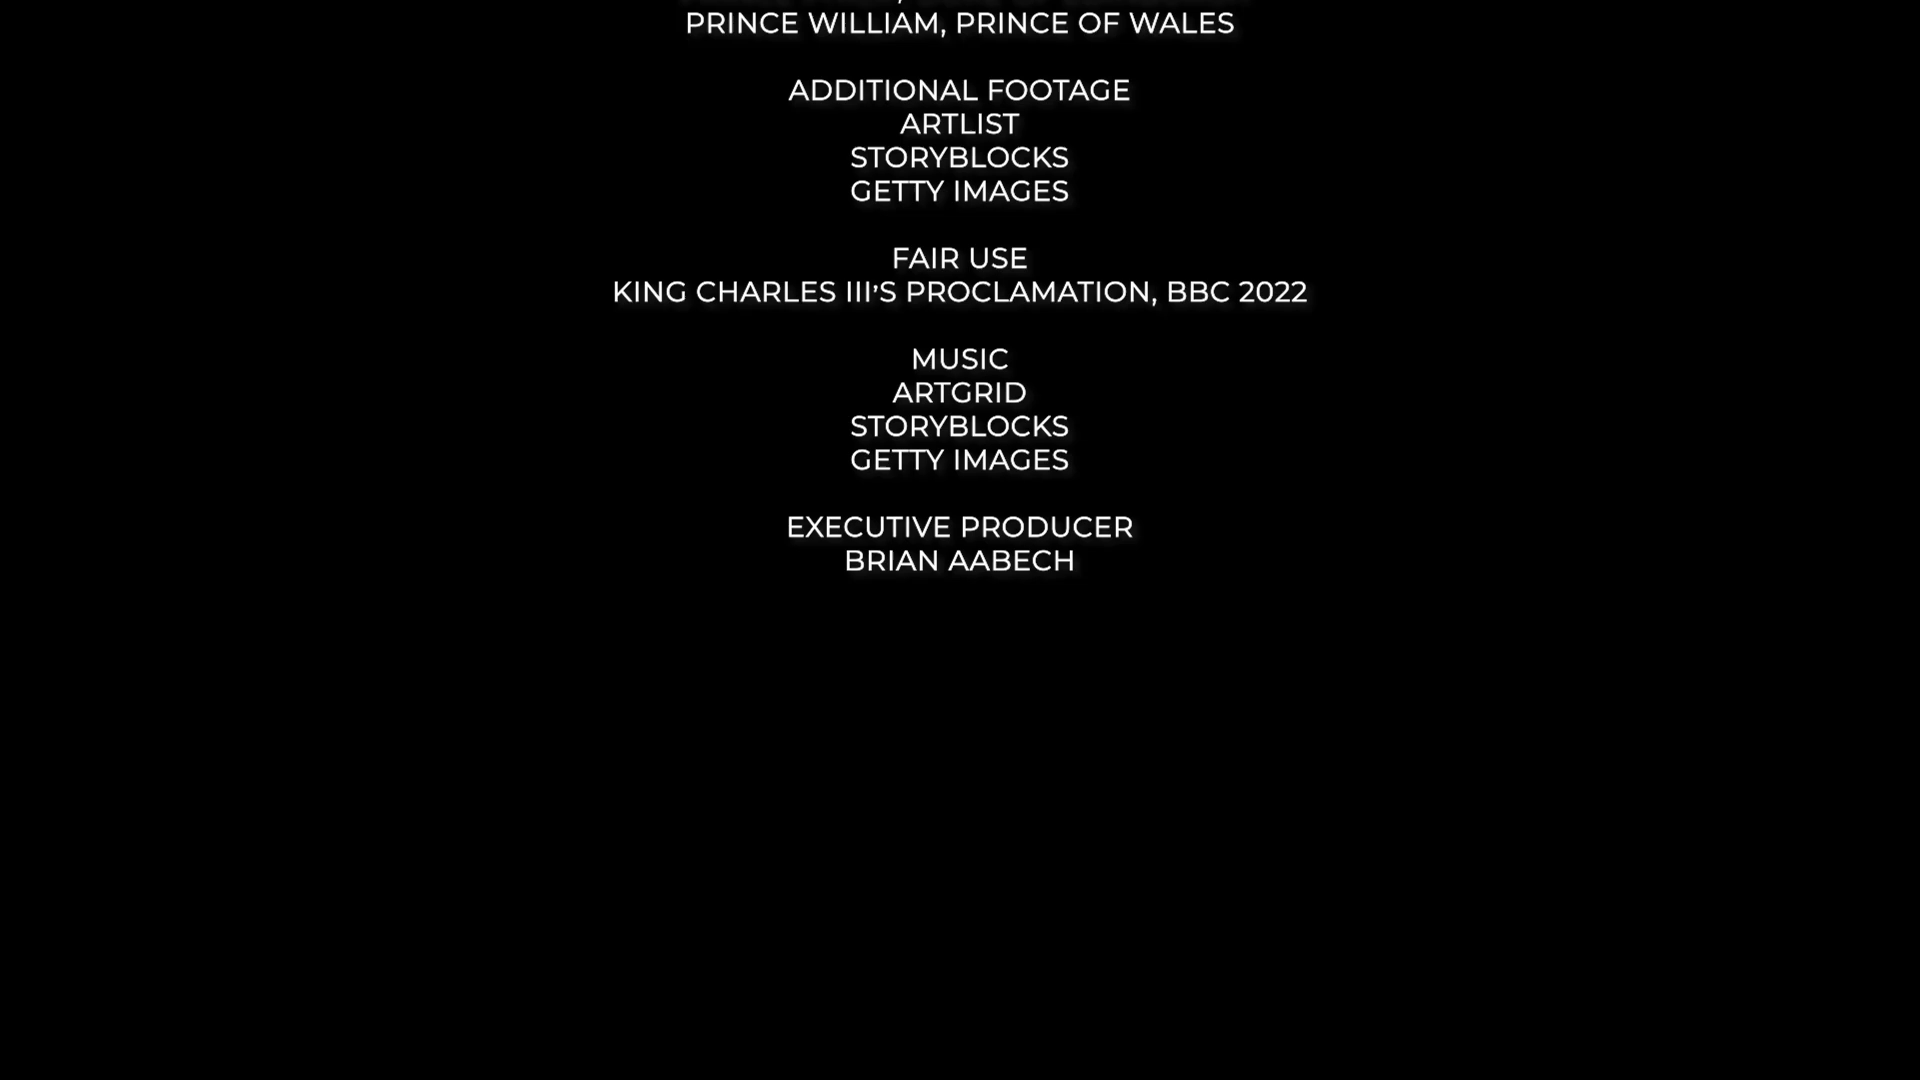 PRINCE WILLIAM, PRINCE OF WALES
ADDITIONAL FOOTAGE
ARTLIST
STORYBLOCKS
GETTY IMAGES
FAIR USE
KING CHARLES III'S PROCLAMATION, BBC 2022
MUSIC
ARTGRID
STORYBLOCKS
GETTY IMAGES
EXECUTIVE PRODUCER
BRIAN AABECH